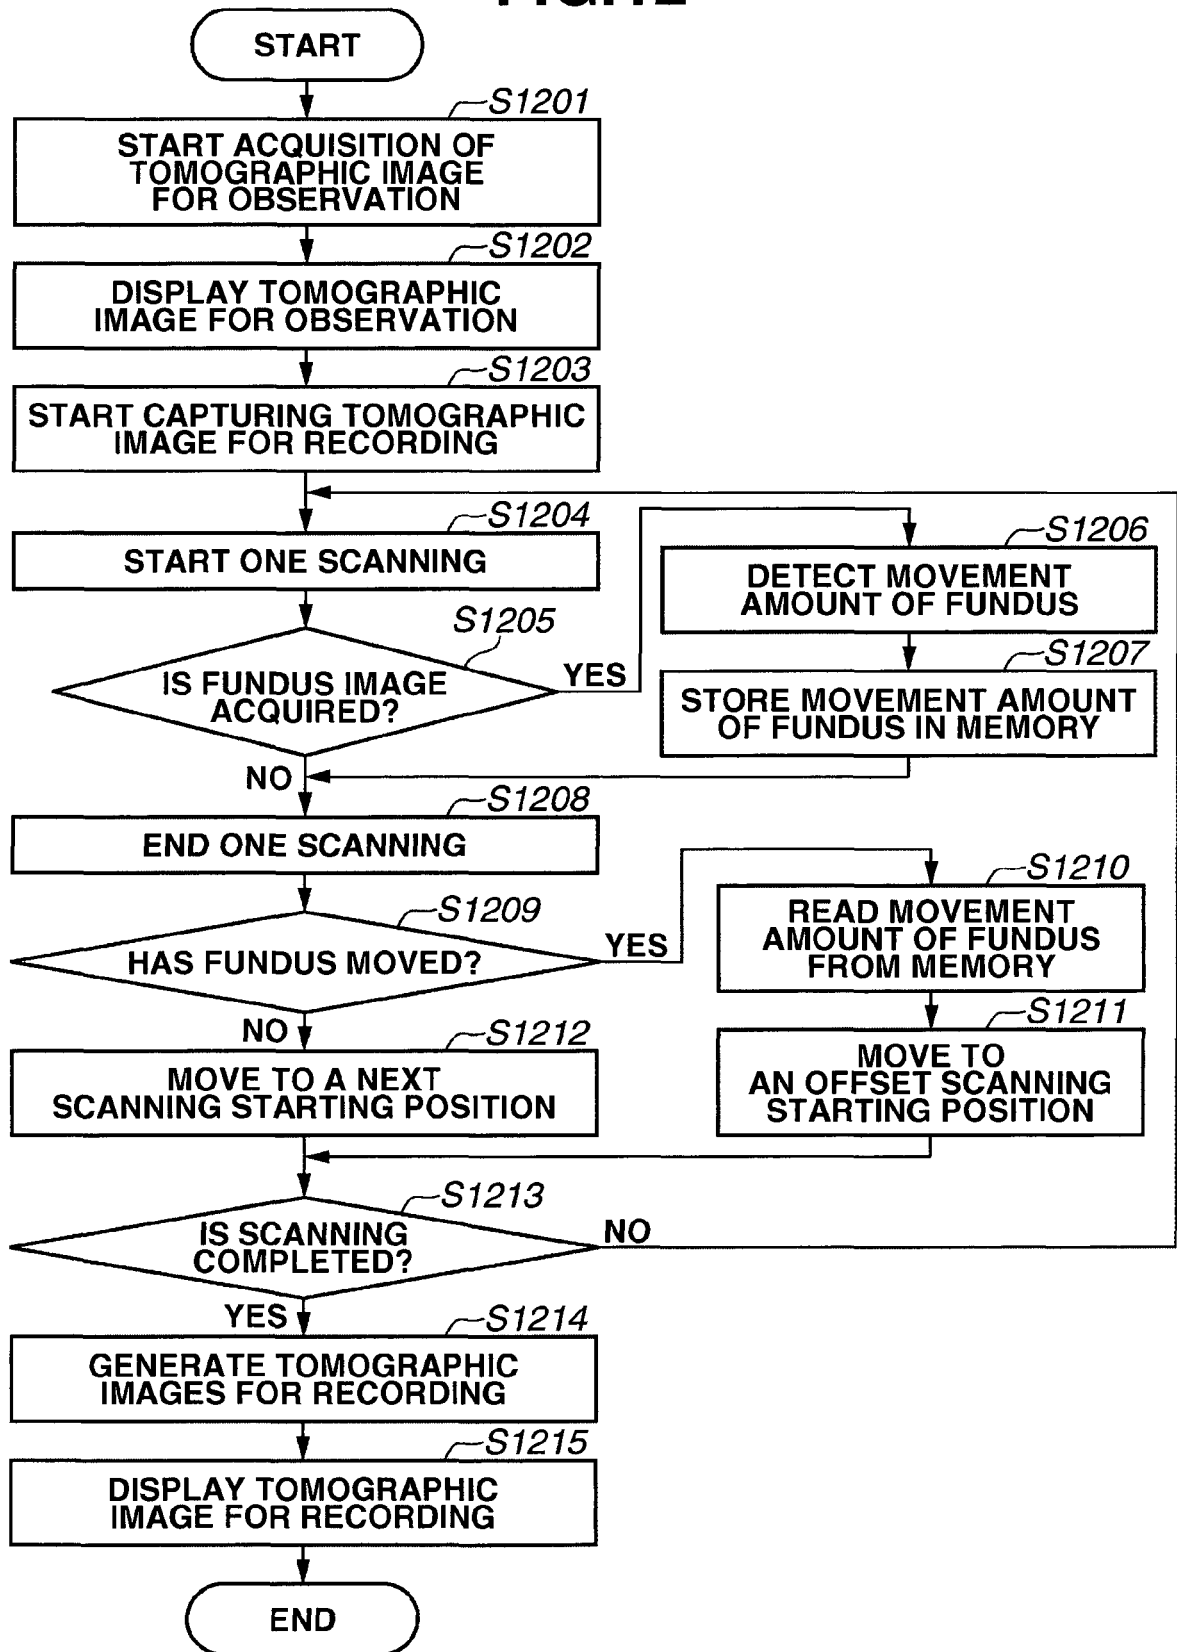 START
S1201
START ACQUISITION OF
TOMOGRAPHIC IMAGE
FOR OBSERVATION
S1202
DISPLAY TOMOGRAPHIC
IMAGE FOR OBSERVATION
S1203
START CAPTURING TOMOGRAPHIC
IMAGE FOR RECORDING
S1204
START ONE SCANNING
S1205
IS FUNDUS IMAGE
ACQUIRED?
YES
S1206
DETECT MOVEMENT
AMOUNT OF FUNDUS
S1207
STORE MOVEMENT AMOUNT
OF FUNDUS IN MEMORY
NO
S1208
END ONE SCANNING
S1209
HAS FUNDUS MOVED?
YES
S1210
READ MOVEMENT
AMOUNT OF FUNDUS
FROM MEMORY
S1211
MOVE TO
AN OFFSET SCANNING
STARTING POSITION
NO
S1212
MOVE TO A NEXT
SCANNING STARTING POSITION
S1213
IS SCANNING
COMPLETED?
NO
YES
S1214
GENERATE TOMOGRAPHIC
IMAGES FOR RECORDING
S1215
DISPLAY TOMOGRAPHIC
IMAGE FOR RECORDING
END